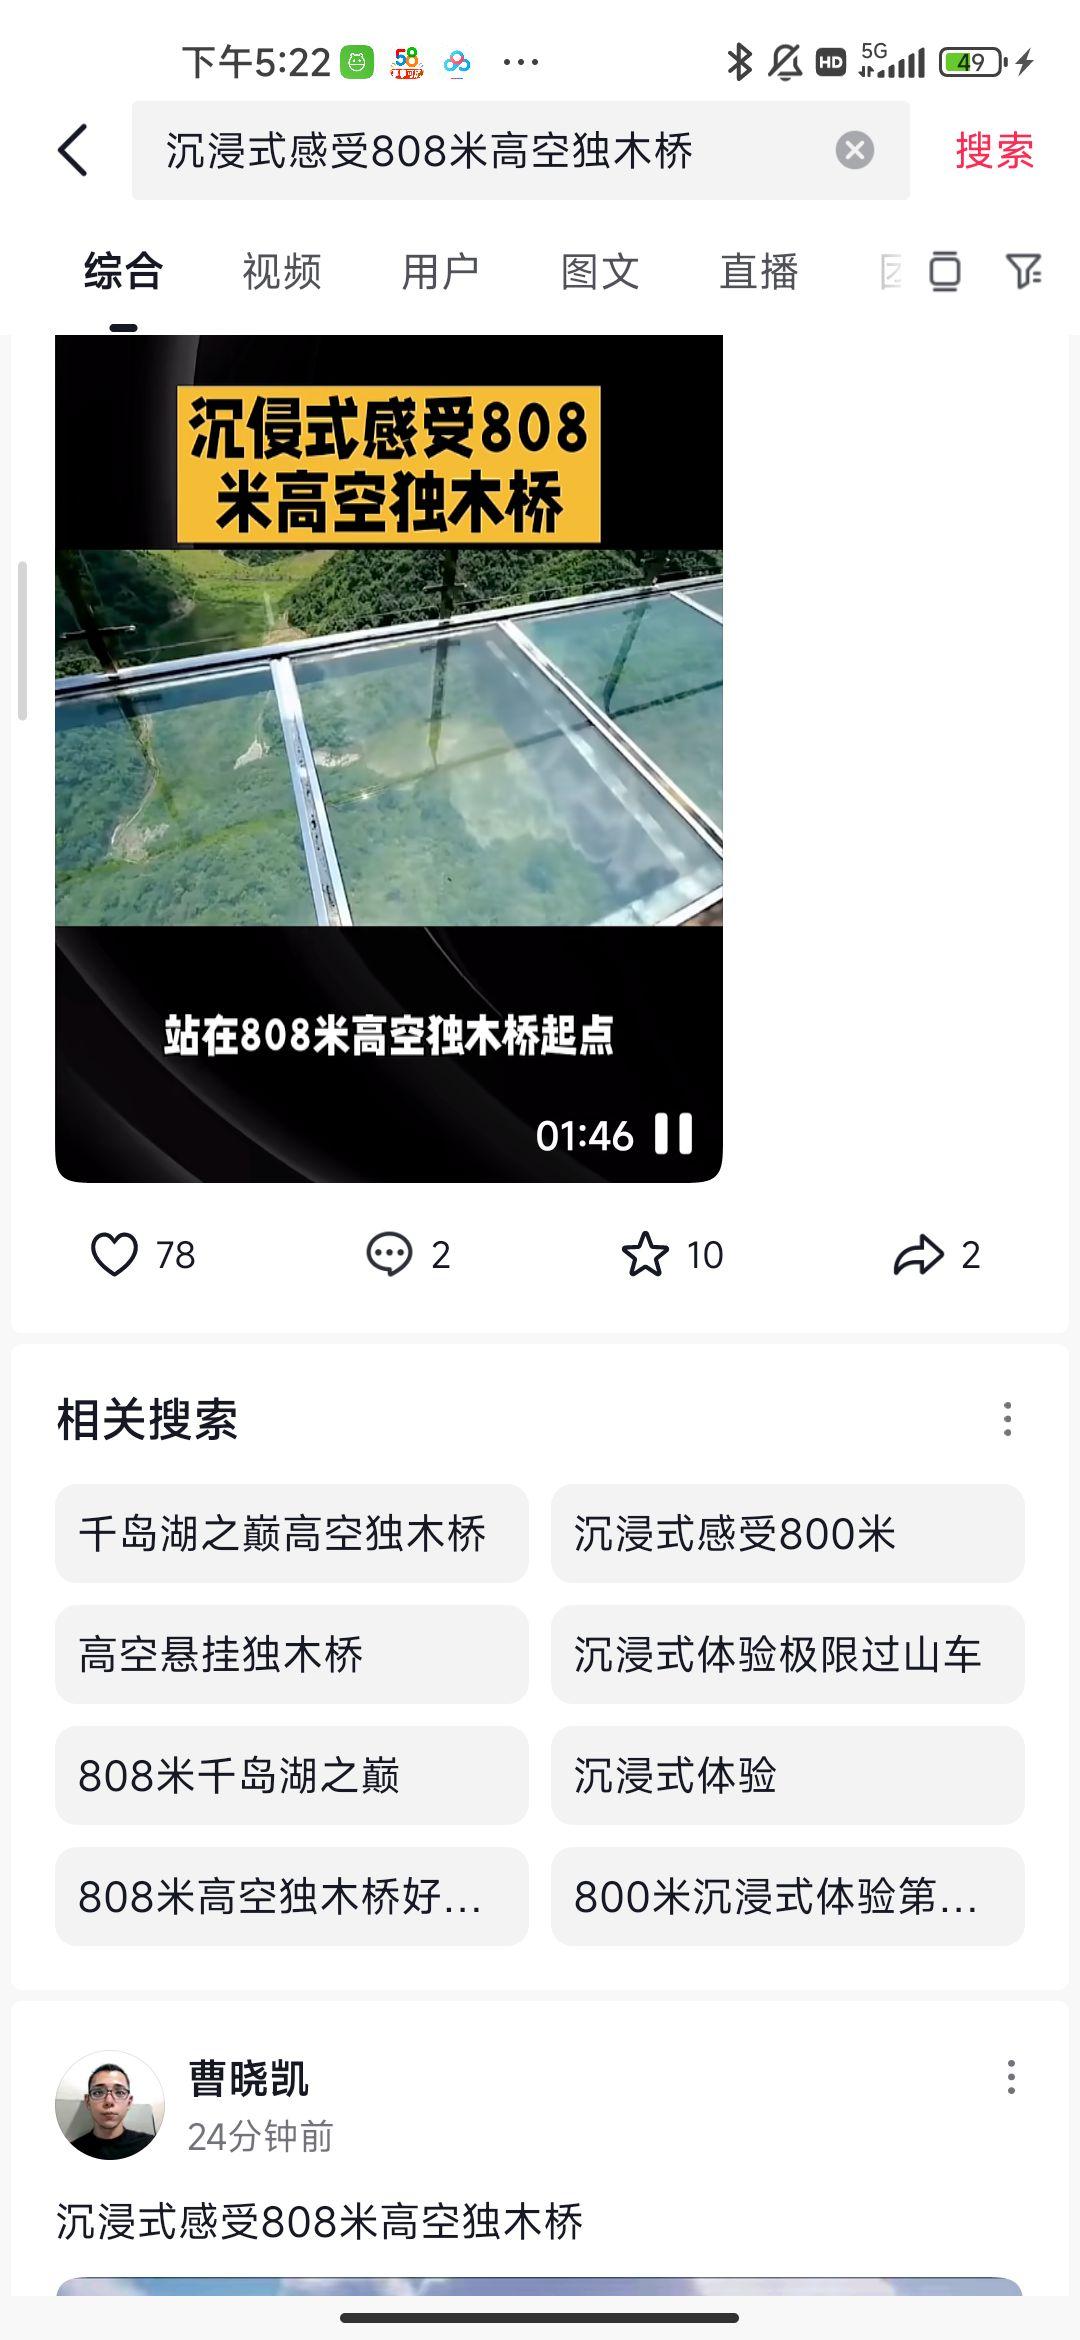 下午5:22
58
···
HD
5G
49
沉浸式感受808米高空独木桥
搜索
综合
视频
用户
图文
直播
沉侵式感受808
米高空独木桥
站在808米高空独木桥起点
01:46
78
2
10
2
相关搜索
千岛湖之巅高空独木桥
沉浸式感受800米
高空悬挂独木桥
沉浸式体验极限过山车
808米千岛湖之巅
沉浸式体验
808米高空独木桥好...
800米沉浸式体验第...
曹晓凯
24分钟前
沉浸式感受808米高空独木桥